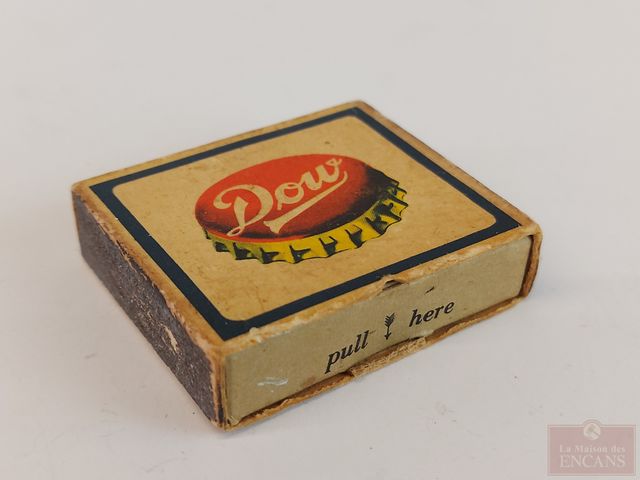 Dow
pull here
La Maison des
ENCANS